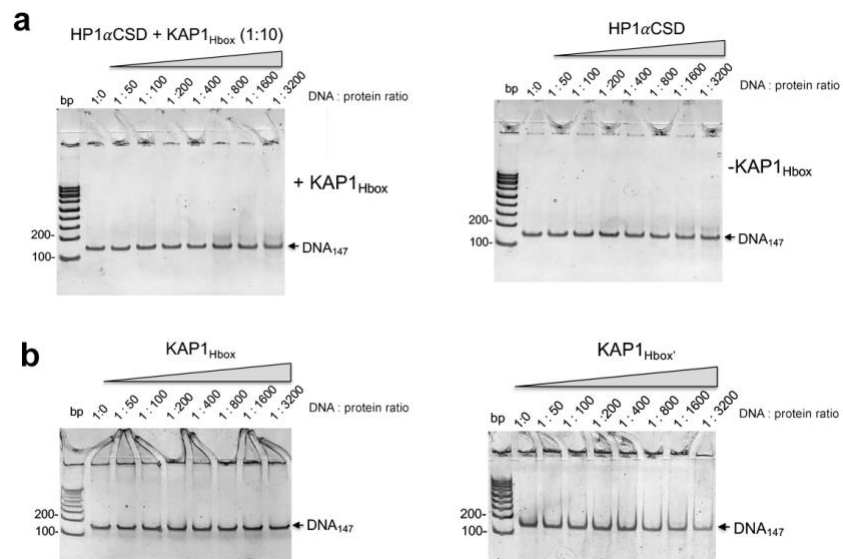 a
HP1αCSD + KAP1Hbox (1:10)
HP1αCSD
bp 1:0 1:50 1:100 1:200 1:400 1:800 1:1600 1:3200 DNA : protein ratio
bp 1:0 1:50 1:100 1:200 1:400 1:800 1:1600 1:3200 DNA : protein ratio
+ KAP1Hbox
-KAP1Hbox
200-
100-
DNA147
200-
100-
DNA147
b
KAP1Hbox
KAP1Hbox'
bp 1:0 1:50 1:100 1:200 1:400 1:800 1:1600 1:3200 DNA : protein ratio
bp 1:0 1:50 1:100 1:200 1:400 1:800 1:1600 1:3200 DNA : protein ratio
200-
100-
DNA147
200-
100-
DNA147